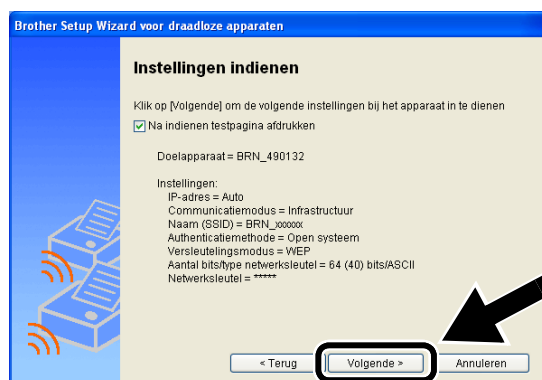 Brother Setup Wizard voor draadloze apparaten
Instellingen indienen
Klik op [Volgende] om de volgende instellingen bij het apparaat in te dienen
Na indienen testpagina afdrukken
Doelapparaat = BRN_490132
Instellingen:
IP-adres = Auto
Communicatiemodus = Infrastructuur
Naam (SSID) = BRN_xxxxxx
Authenticatiemethode = Open systeem
Versleutelingsmodus = WEP
Aantal bits/type netwerksleutel = 64 (40) bits/ASCII
Netwerksleutel = *****
< Terug Volgende > Annuleren